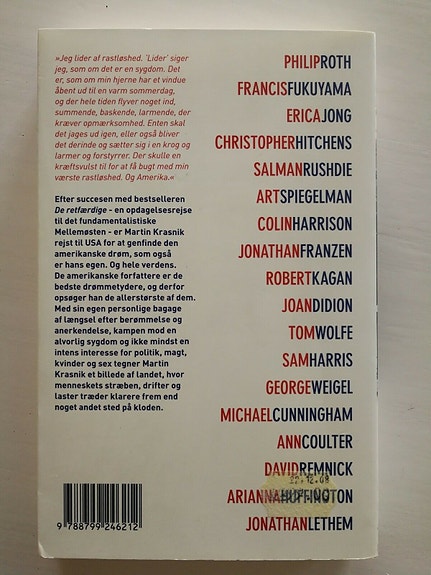 »Jeg lider af rastløshed. 'Lider' siger
jeg, som om det er en sygdom. Det
er, som om min hjerne har et vindue
åbent ud til en varm sommerdag,
og der hele tiden flyver noget ind,
summende, baskende, larmende, der
kræver opmærksomhed. Enten skal
det jages ud igen, eller også bliver
det derinde og sætter sig i en krog og
larmer og forstyrrer. Der skulle en
kræftsvulst til for at få bugt med min
værste rastløshed. Og Amerika.«
Efter succesen med bestselleren
De retfærdige - en opdagelsesrejse
til det fundamentalistiske
Mellemøsten - er Martin Krasnik
rejst til USA for at genfinde den
amerikanske drøm, som også
er hans egen. Og hele verdens.
De amerikanske forfattere er de
bedste drømmetydere, og derfor
opsøger han de allerstørste af dem.
Med sin egen personlige bagage
af længsel efter berømmelse og
anerkendelse, kampen mod en
alvorlig sygdom og ikke mindst en
intens interesse for politik, magt,
kvinder og sex tegner Martin
Krasnik et billede af landet, hvor
menneskets stræben, drifter og
laster træder klarere frem end
noget andet sted på kloden.
PHILIPROTH
FRANCISFUKUYAMA
ERICAJONG
CHRISTOPHERHITCHENS
SALMANRUSHDIE
ARTSPIEGELMAN
COLINHARRISON
JONATHANFRANZEN
ROBERTKAGAN
JOANDIDION
TOMWOLFE
SAMHARRIS
GEORGEWEIGEL
MICHAELCUNNINGHAM
ANNCOULTER
DAVIDREMNICK
22.12.08
ARIANNAHUFFINGTON
JONATHANLETHEM
9 788799 246212